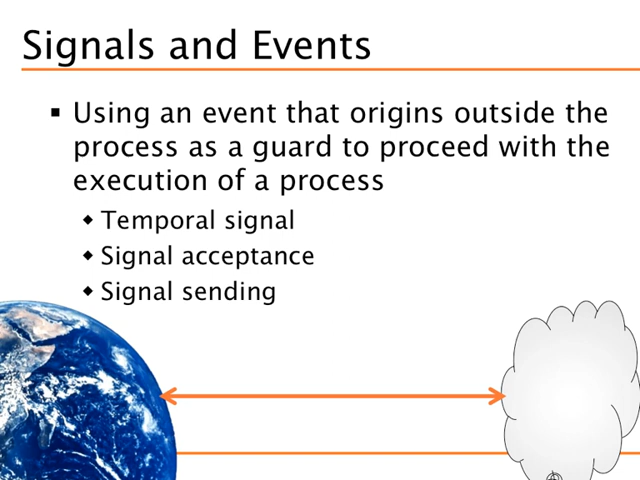 Signals and Events
Using an event that origins outside the
process as a guard to proceed with the
execution of a process
Temporal signal
Signal acceptance
Signal sending